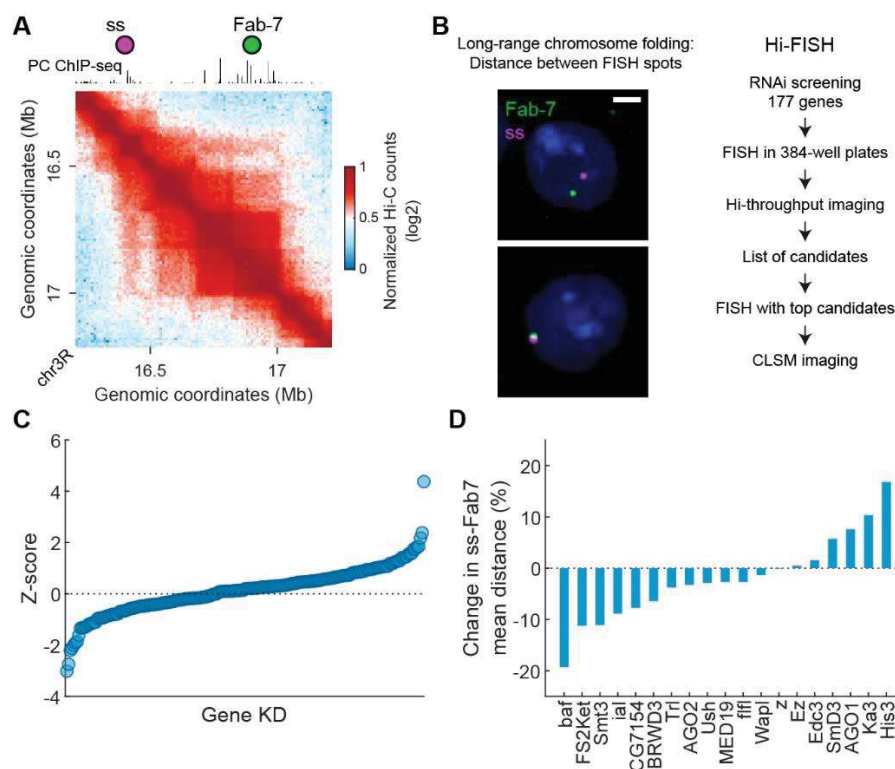 A
ss
Fab-7
PC ChIP-seq
Genomic coordinates (Mb)
16.5
17
chr3R
16.5
17
Genomic coordinates (Mb)
1
0.5
0
Normalized Hi-C counts
(log2)
B
Long-range chromosome folding:
Distance between FISH spots
Fab-7
ss
Hi-FISH
RNAi screening
177 genes
FISH in 384-well plates
Hi-throughput imaging
List of candidates
FISH with top candidates
CLSM imaging
C
Z-score
6
4
2
0
-2
-4
Gene KD
D
Change in ss-Fab7
mean distance (%)
20
10
0
-10
-20
baf
FS2Ket
Smt3
ial
CG7154
BRWD3
Trl
AGO2
Ush
MED19
flfl
Wapl
z
Ez
Edc3
SmD3
AGO1
Ka3
His3